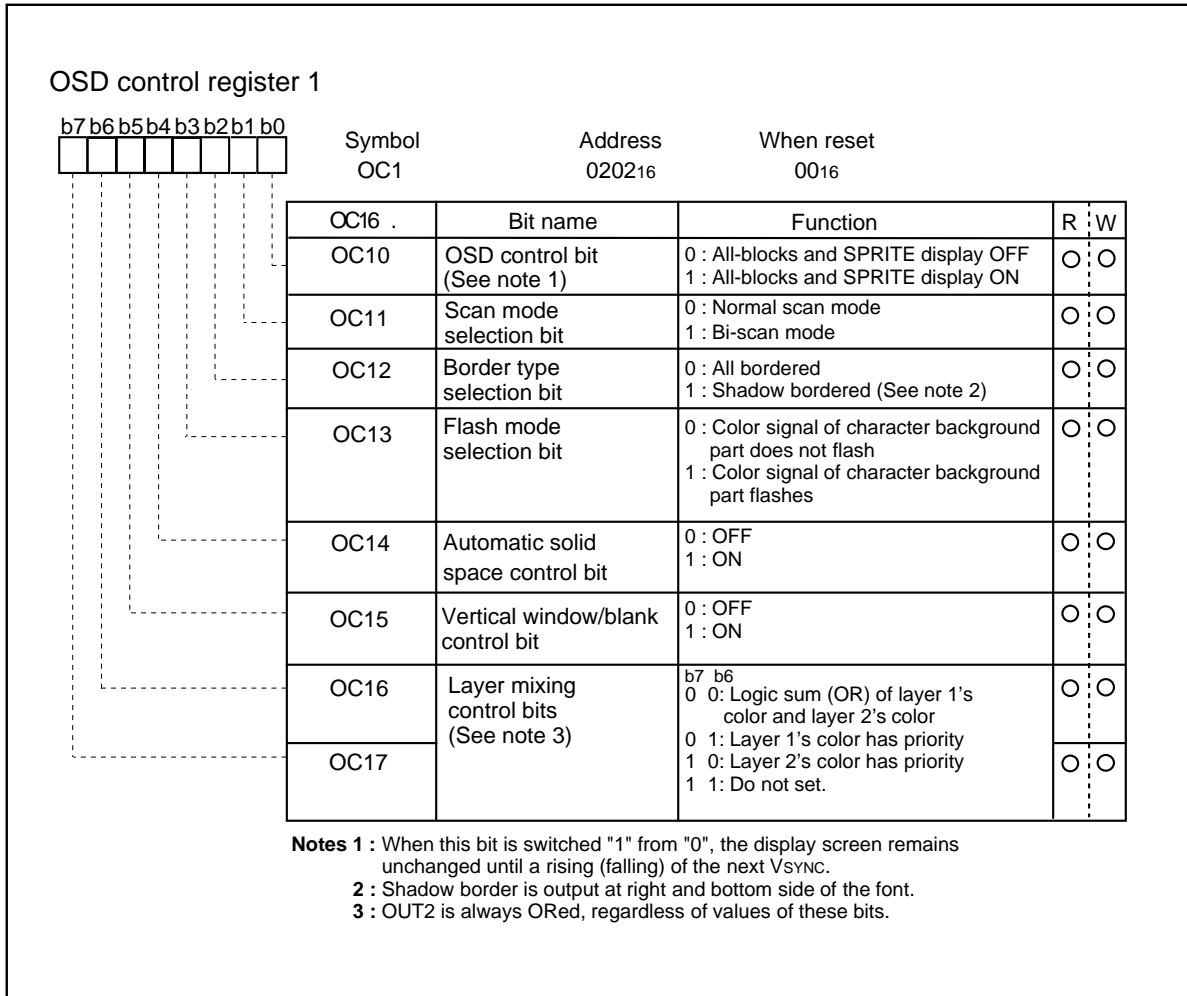 OSD control register 1
b7 b6 b5 b4 b3 b2 b1 b0
Symbol Address When reset
OC1 020216 0016
OC16 . Bit name Function R W
OC10 OSD control bit (See note 1) 0 : All-blocks and SPRITE display OFF
1 : All-blocks and SPRITE display ON
OC11 Scan mode selection bit 0 : Normal scan mode
1 : Bi-scan mode
OC12 Border type selection bit 0 : All bordered
1 : Shadow bordered (See note 2)
OC13 Flash mode selection bit 0 : Color signal of character background
part does not flash
1 : Color signal of character background
part flashes
OC14 Automatic solid space control bit 0 : OFF
1 : ON
OC15 Vertical window/blank control bit 0 : OFF
1 : ON
OC16 Layer mixing control bits (See note 3) b7 b6
0 0: Logic sum (OR) of layer 1’s
color and layer 2’s color
0 1: Layer 1’s color has priority
OC17 1 0: Layer 2’s color has priority
1 1: Do not set.
Notes 1 : When this bit is switched "1" from "0", the display screen remains
unchanged until a rising (falling) of the next VSYNC.
2 : Shadow border is output at right and bottom side of the font.
3 : OUT2 is always ORed, regardless of values of these bits.